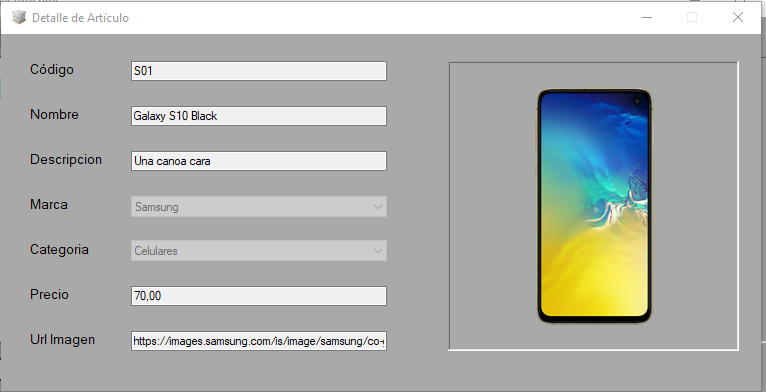 Detalle de Artículo
Código S01
Nombre Galaxy S10 Black
Descripcion Una canoa cara
Marca Samsung
Categoria Celulares
Precio 70,00
Url Imagen https://images.samsung.com/is/image/samsung/co-